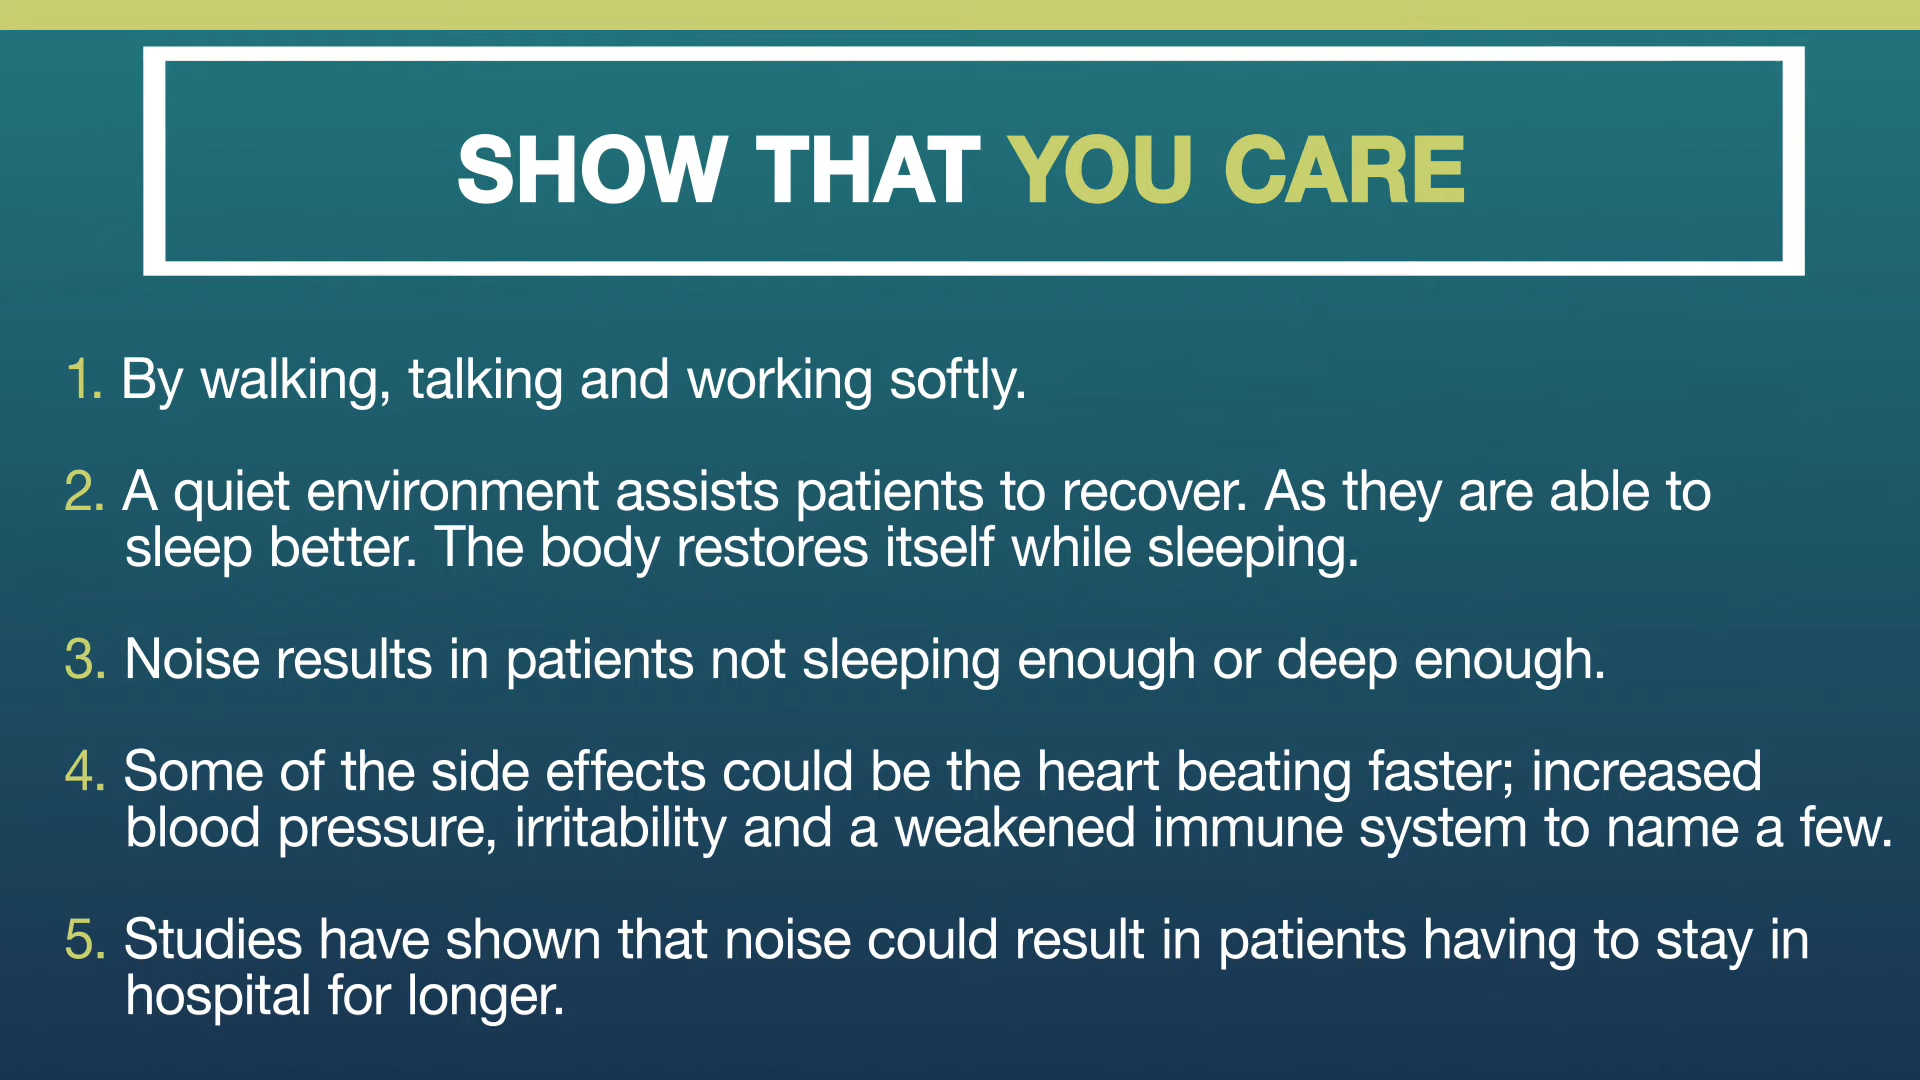 SHOW THAT YOU CARE
1. By walking, talking and working softly.
2. A quiet environment assists patients to recover. As they are able to
sleep better. The body restores itself while sleeping.
3. Noise results in patients not sleeping enough or deep enough.
4. Some of the side effects could be the heart beating faster; increased
blood pressure, irritability and a weakened immune system to name a few.
5. Studies have shown that noise could result in patients having to stay in
hospital for longer.